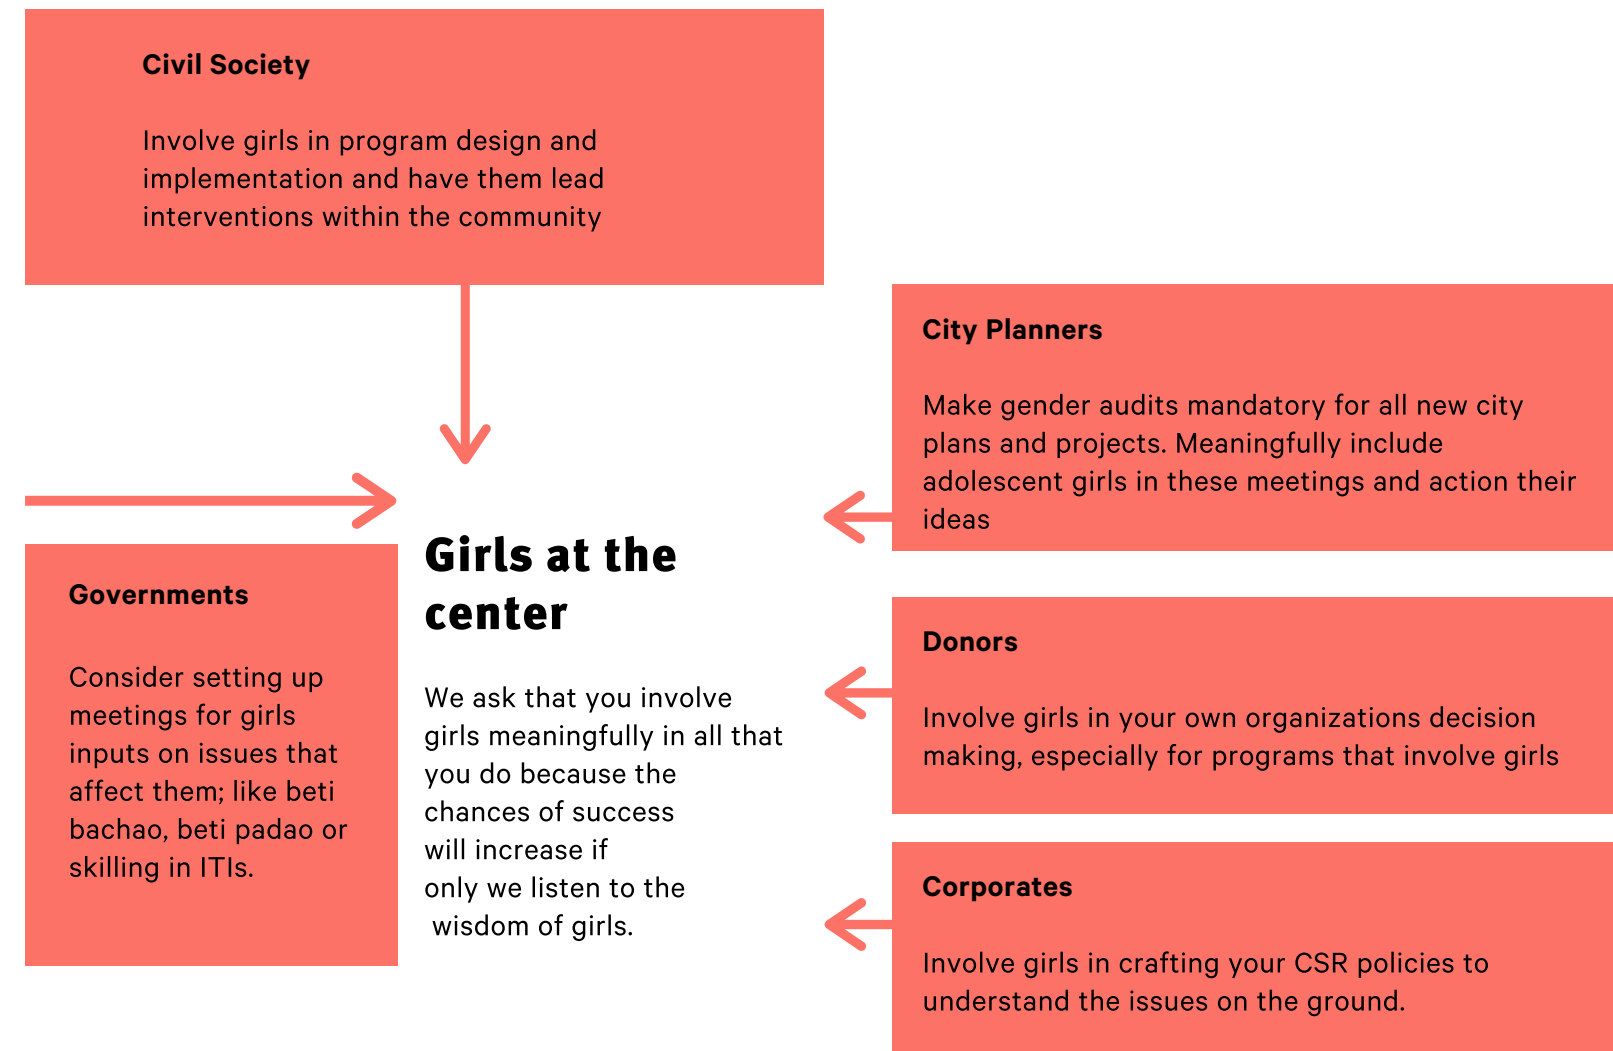 Civil Society
Involve girls in program design and
implementation and have them lead
interventions within the community
City Planners
Make gender audits mandatory for all new city
plans and projects. Meaningfully include
adolescent girls in these meetings and action their
ideas
Governments
Consider setting up
meetings for girls
inputs on issues that
affect them; like beti
bachao, beti padao or
skilling in ITIs.
Girls at the
center
We ask that you involve
girls meaningfully in all that
you do because the
chances of success
will increase if
only we listen to the
wisdom of girls.
Donors
Involve girls in your own organizations decision
making, especially for programs that involve girls
Corporates
Involve girls in crafting your CSR policies to
understand the issues on the ground.